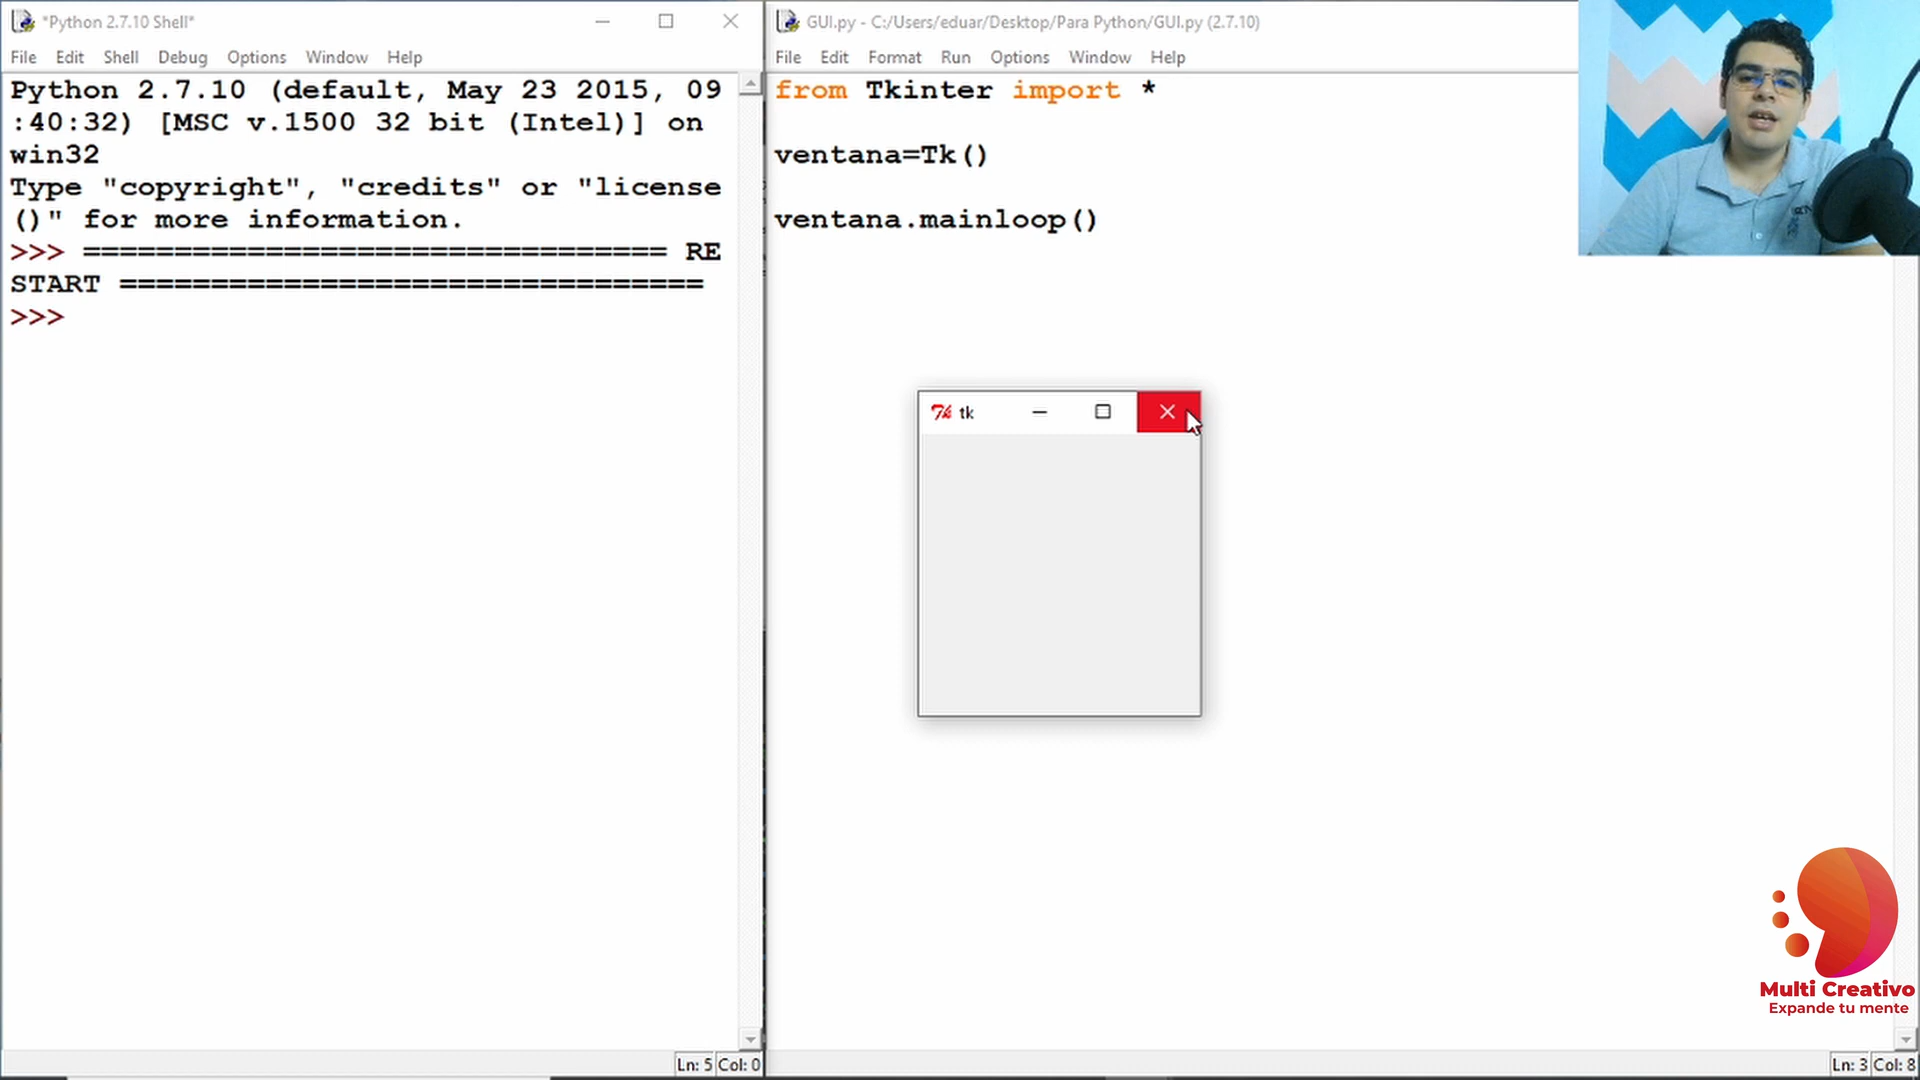 *Python 2.7.10 Shell*
File Edit Shell Debug Options Window Help
Python 2.7.10 (default, May 23 2015, 09
:40:32) [MSC v.1500 32 bit (Intel)] on
win32
Type "copyright", "credits" or "license
()" for more information.
>>> ================================ RE
START ================================
>>>
Ln: 5 Col: 0
GUI.py - C:/Users/eduar/Desktop/Para Python/GUI.py (2.7.10)
File Edit Format Run Options Window Help
from Tkinter import *
ventana=Tk()
ventana.mainloop()
Tk tk
Multi Creativo
Expande tu mente
Ln: 3 Col: 8